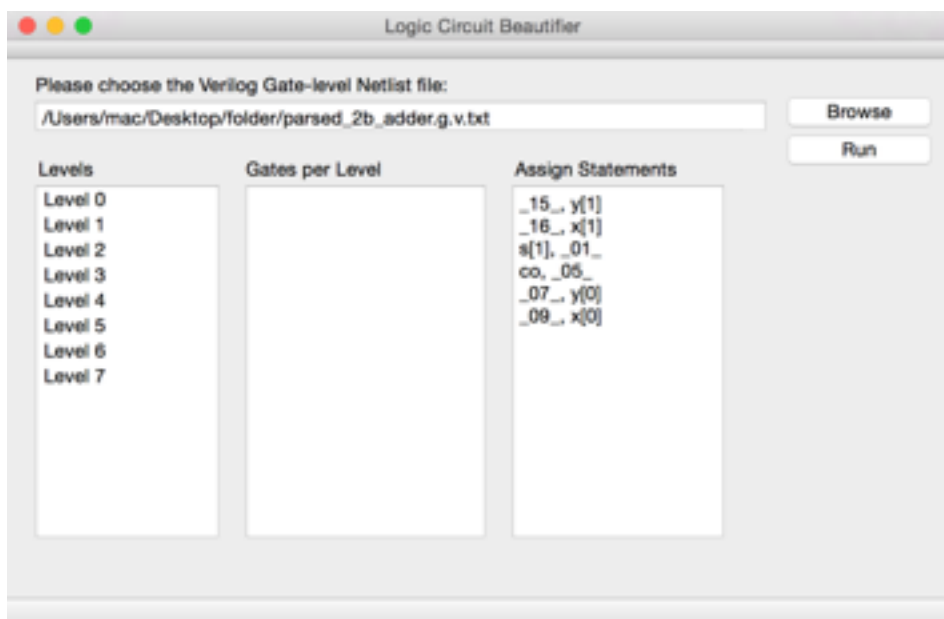 Logic Circuit Beautifier
Please choose the Verilog Gate-level Netlist file:
/Users/mac/Desktop/folder/parsed_2b_adder.g.v.txt
Browse
Run
Levels
Level 0
Level 1
Level 2
Level 3
Level 4
Level 5
Level 6
Level 7
Gates per Level
Assign Statements
_15_, y[1]
_16_, x[1]
s[1], _01_
co, _05_
_07_, y[0]
_09_, x[0]